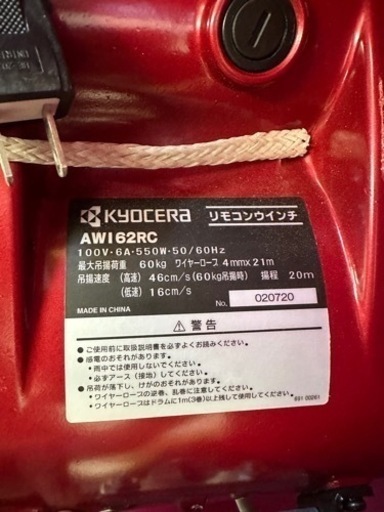 KYOCERA リモコンウインチ
AWI 62RC
100V・6A・550W・50/60Hz
最大吊揚荷重 60kg ワイヤーロープ 4mm×21m
吊揚速度 (高速) 46cm/s(60kg吊揚時) 揚程 20m
(低速) 16cm/s
No. 020720
MADE IN CHINA
⚠ 警告
●ご使用前に取扱説明書を必ずよくお読みください。
●感電のおそれがあります。
・雨中では使用しないでください。
・必ずアース(接地)してください。
●吊荷が落下し、けがのおそれがあります。
・ワイヤーロープの逆巻、乱巻に注意してください。
・ワイヤーロープはドラムに1m(3巻)以上残して使用してください。
691 00261